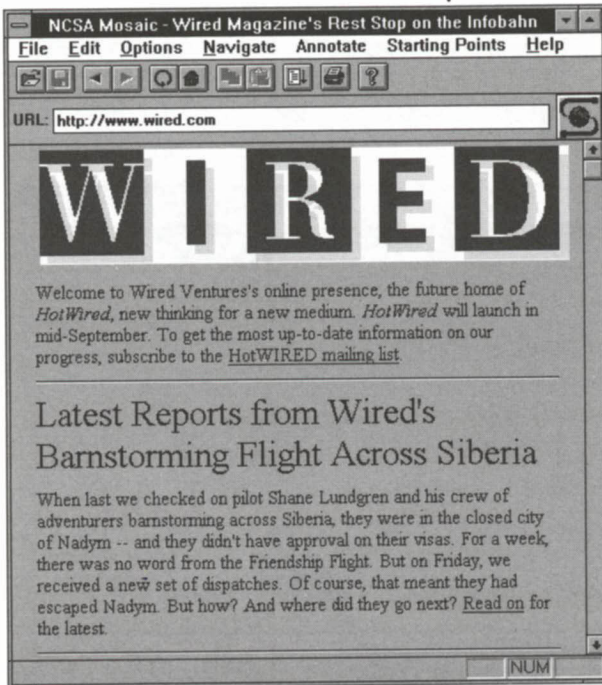 NCSA Mosaic - Wired Magazine's Rest Stop on the Infobahn
File Edit Options Navigate Annotate Starting Points Help
URL: http://www.wired.com
WIRED
Welcome to Wired Ventures's online presence, the future home of
HotWired, new thinking for a new medium. HotWired will launch in
mid-September. To get the most up-to-date information on our
progress, subscribe to the HotWIRED mailing list.
Latest Reports from Wired's
Barnstorming Flight Across Siberia
When last we checked on pilot Shane Lundgren and his crew of
adventurers barnstorming across Siberia, they were in the closed city
of Nadym -- and they didn't have approval on their visas. For a week,
there was no word from the Friendship Flight. But on Friday, we
received a new set of dispatches. Of course, that meant they had
escaped Nadym. But how? And where did they go next? Read on for
the latest.
NUM